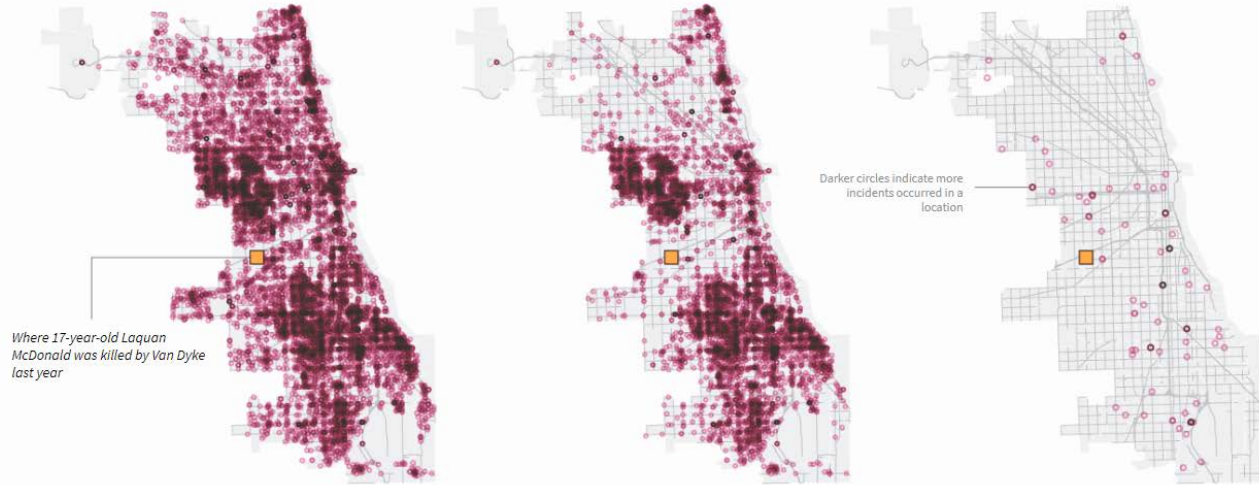 Darker circles indicate more
incidents occurred in a
location
Where 17-year-old Laquan
McDonald was killed by Van Dyke
last year